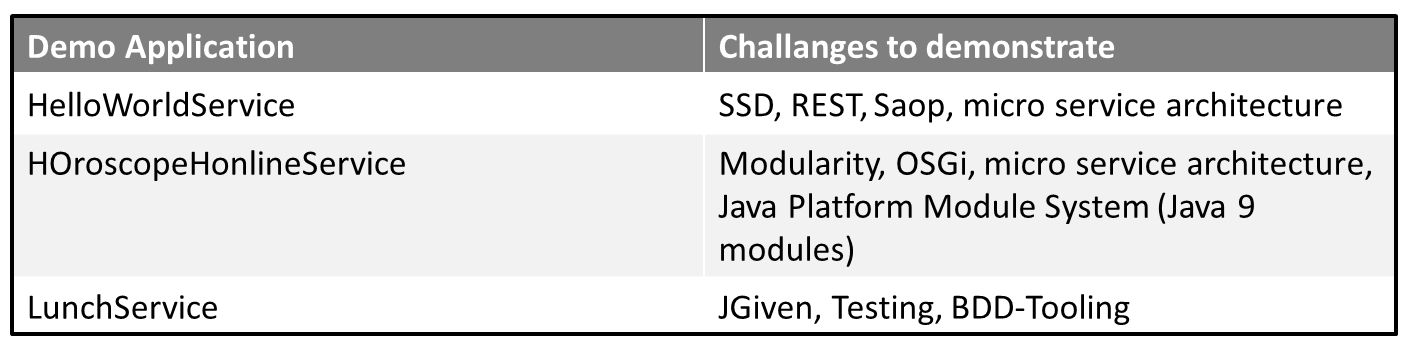 Demo Application
Challanges to demonstrate
HelloWorldService
SSD, REST, Saop, micro service architecture
HOroscopeHonlineService
Modularity, OSGi, micro service architecture,
Java Platform Module System (Java 9
modules)
LunchService
JGiven, Testing, BDD-Tooling